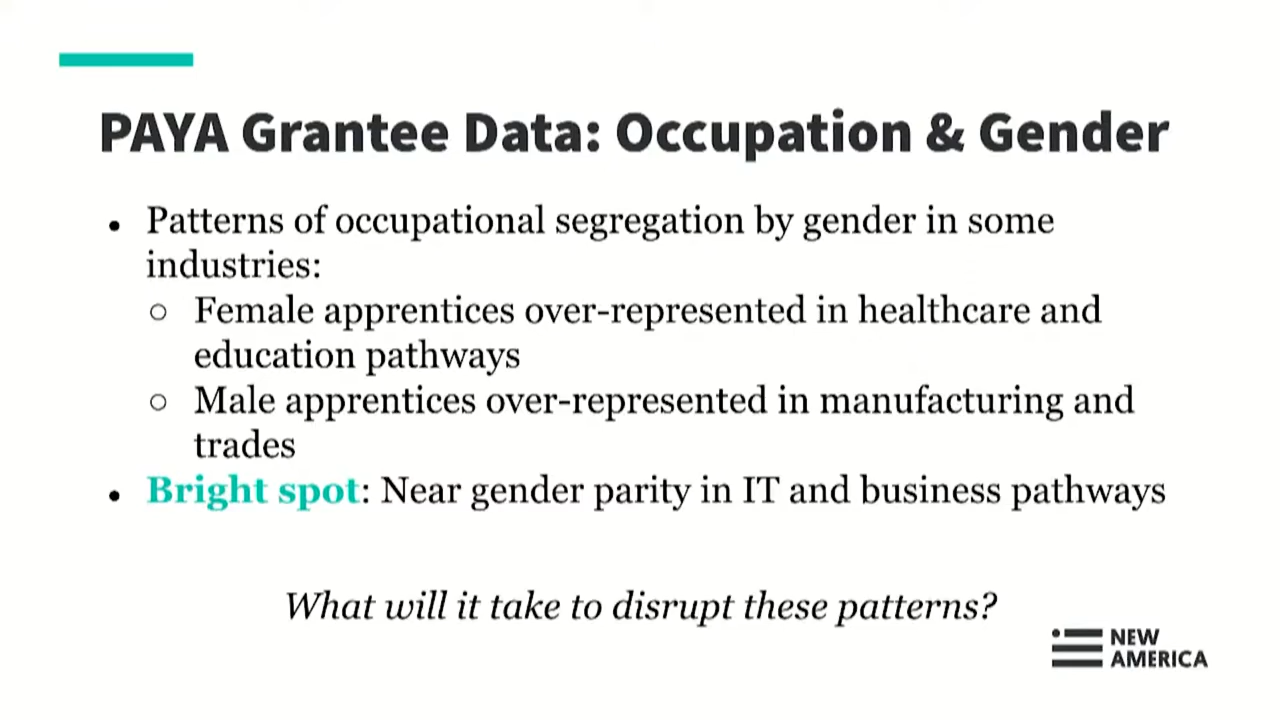 PAYA Grantee Data: Occupation & Gender
• Patterns of occupational segregation by gender in some
industries:
○ Female apprentices over-represented in healthcare and
education pathways
○ Male apprentices over-represented in manufacturing and
trades
• Bright spot: Near gender parity in IT and business pathways
What will it take to disrupt these patterns?
NEW
AMERICA